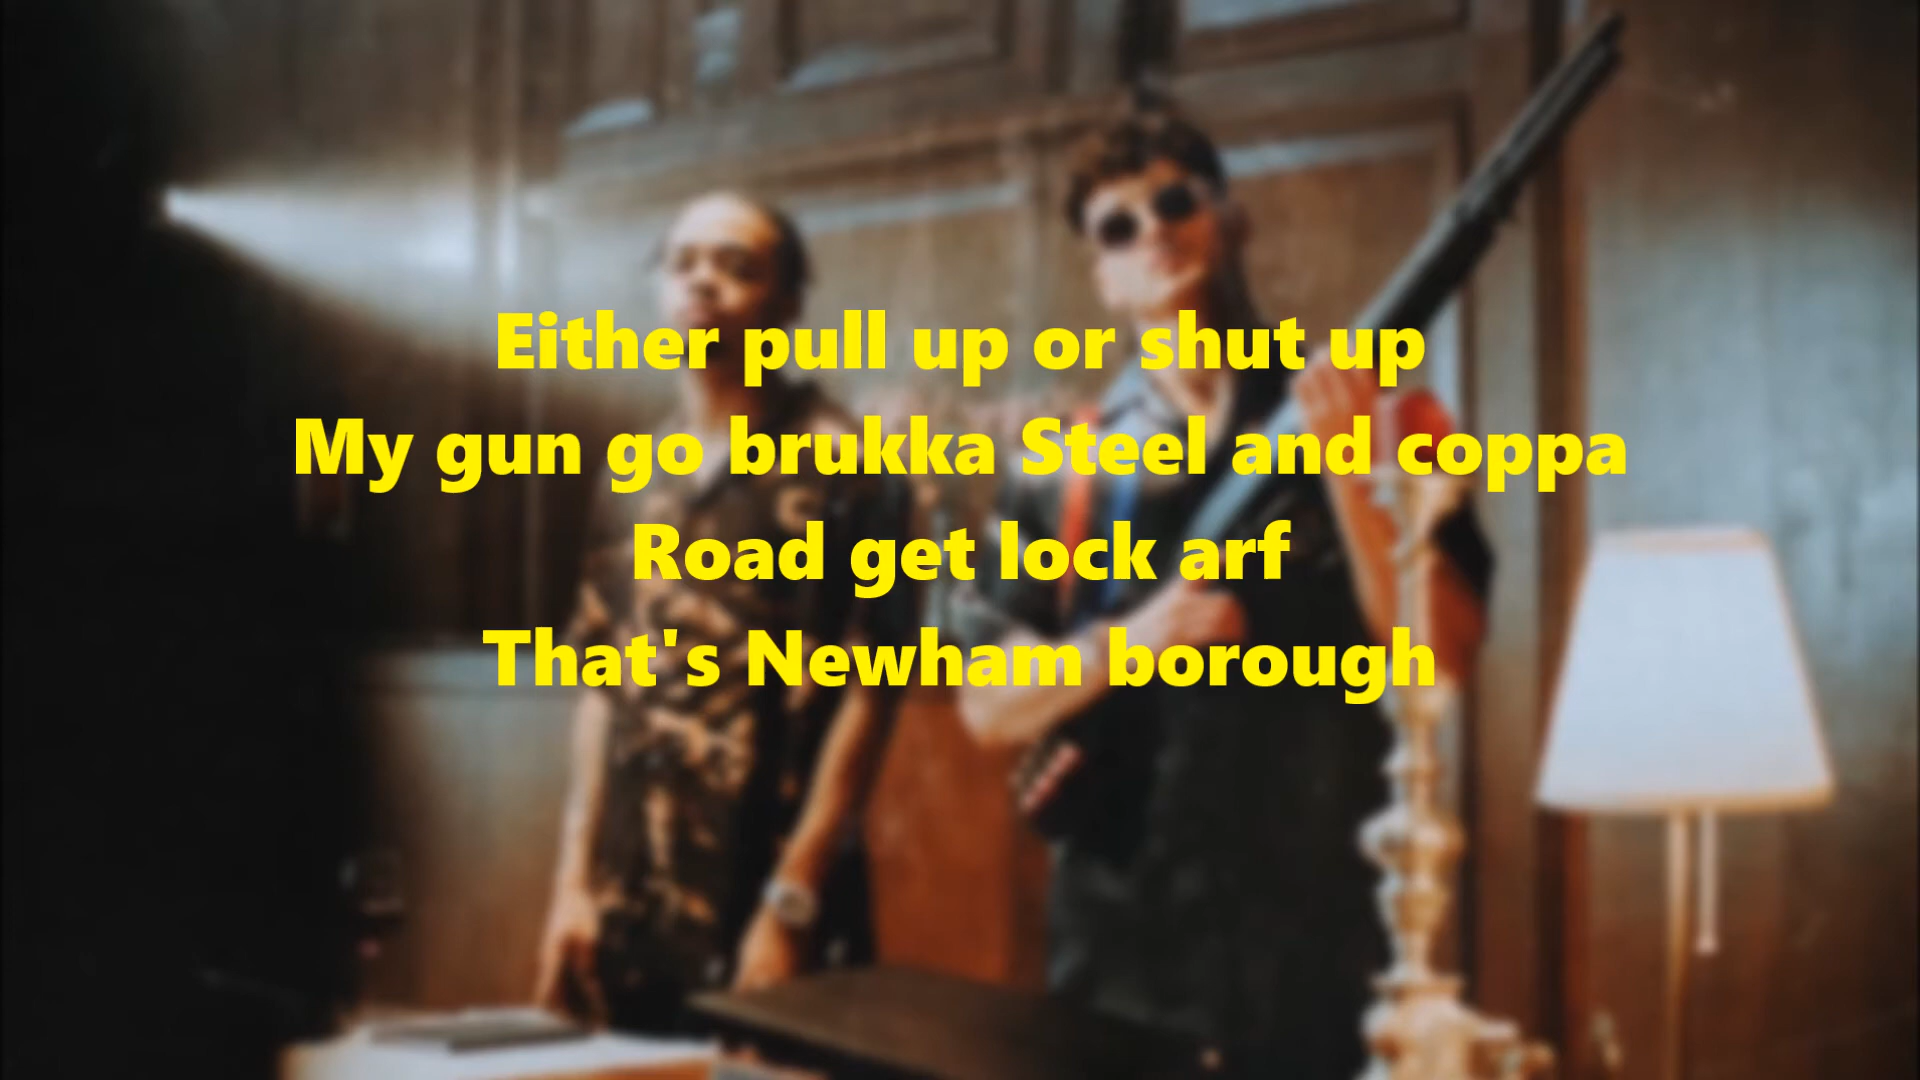 Either pull up or shut up
My gun go brukka Steel and coppa
Road get lock arf
That's Newham borough